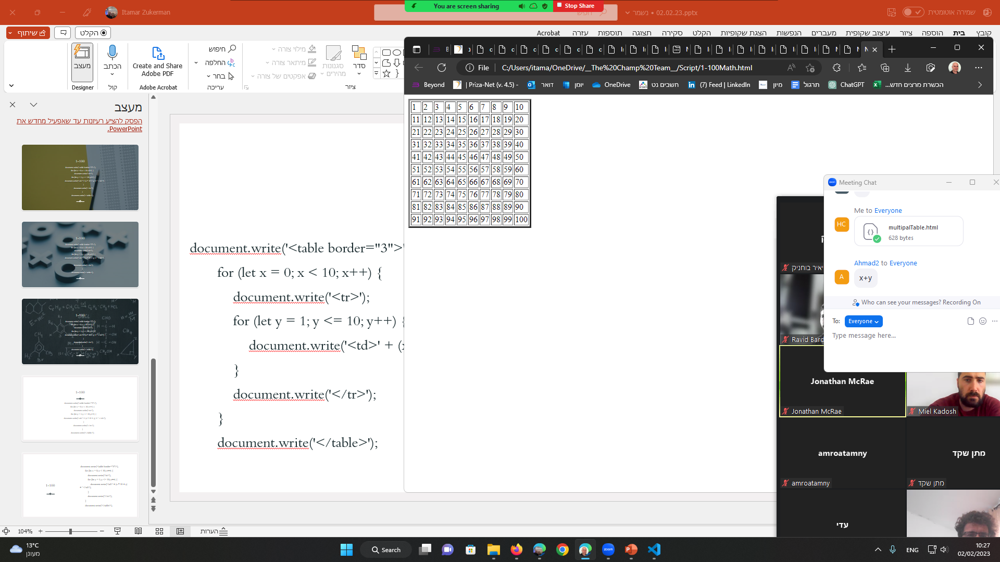 Itamar Zukerman
You are screen sharing
Stop Share
חיפוש
02.02.23.pptx • נשמר
שמירה אוטומטית
קובץ
בית
הוספה
ציור
עיצוב שקופית
מעברים
הנפשות
הצגת שקופיות
הקלט
סקירה
תצוגה
תוספות
עזרה
Acrobat
הקלט
שיתוף
מעצב
Designer
הכתב
קול
Create and Share
Adobe PDF
Adobe Acrobat
חיפוש
החלפה
בחר
עריכה
מילוי צורה
מיתאר צורה
אפקטים של צורה
סגנונות
מהירים
סדר
ציור
מעצב
הפסק להציע רעיונות עד שאפעיל מחדש את
PowerPoint.
1-100
1-100
1-100
1-100
1-100
document.write('<table border="3">'
for (let x = 0; x < 10; x++) {
document.write('<tr>');
for (let y = 1; y <= 10; y++) {
document.write('<td>' + (x
}
document.write('</tr>');
}
document.write('</table>');
File
C:/Users/itama/OneDrive/__The%20Champ%20Team__/Script/1-100Math.html
Beyond
| Priza-Net (v. 4.5) -
דואר
יומן
OneDrive
חשבים נט
(7) Feed | LinkedIn
מיון
תרגול
ChatGPT
הכשרת מרצים חדש...
1 2 3 4 5 6 7 8 9 10
11 12 13 14 15 16 17 18 19 20
21 22 23 24 25 26 27 28 29 30
31 32 33 34 35 36 37 38 39 40
41 42 43 44 45 46 47 48 49 50
51 52 53 54 55 56 57 58 59 60
61 62 63 64 65 66 67 68 69 70
71 72 73 74 75 76 77 78 79 80
81 82 83 84 85 86 87 88 89 90
91 92 93 94 95 96 97 98 99 100
Meeting Chat
Me to Everyone
HC
multipalTable.html
628 bytes
Ahmad2 to Everyone
A
x+y
Who can see your messages? Recording On
To: Everyone
Type message here...
יאיר בוחניק
Ravid Bard
Jonathan McRae
Jonathan McRae
Miel Kadosh
amroatamny
amroatamny
מתן שקד
מתן שקד
עדי
104%
הערות
13°C
מעונן
Search
ENG
10:27
02/02/2023